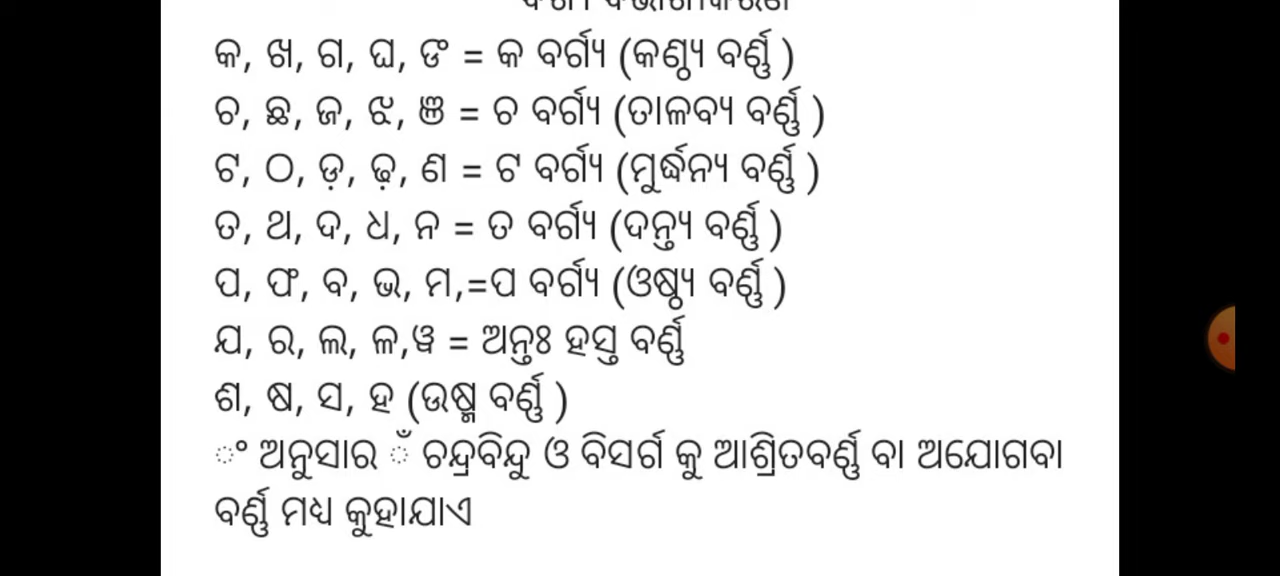 କ, ଖ, ଗ, ଘ, ଙ = କ ବର୍ଗ୍ୟ (କଣ୍ଠ୍ୟ ବର୍ଣ୍ଣ )
ଚ, ଛ, ଜ, ଝ, ଞ = ଚ ବର୍ଗ୍ୟ (ତାଳବ୍ୟ ବର୍ଣ୍ଣ )
ଟ, ଠ, ଡ଼, ଢ଼, ଣ = ଟ ବର୍ଗ୍ୟ (ମୁର୍ଦ୍ଧନ୍ୟ ବର୍ଣ୍ଣ )
ତ, ଥ, ଦ, ଧ, ନ = ତ ବର୍ଗ୍ୟ (ଦନ୍ତ୍ୟ ବର୍ଣ୍ଣ )
ପ, ଫ, ବ, ଭ, ମ,=ପ ବର୍ଗ୍ୟ (ଓଷ୍ଠ୍ୟ ବର୍ଣ୍ଣ )
ଯ, ର, ଲ, ଳ,ୱ = ଅନ୍ତଃ ହସ୍ତ ବର୍ଣ୍ଣ
ଶ, ଷ, ସ, ହ (ଉଷ୍ମ ବର୍ଣ୍ଣ )
ଂ ଅନୁସାର ଁ ଚନ୍ଦ୍ରବିନ୍ଦୁ ଓ ବିସର୍ଗ କୁ ଆଶ୍ରିତବର୍ଣ୍ଣ ବା ଅଯୋଗବା
ବର୍ଣ୍ଣ ମଧ୍ୟ କୁହାଯାଏ